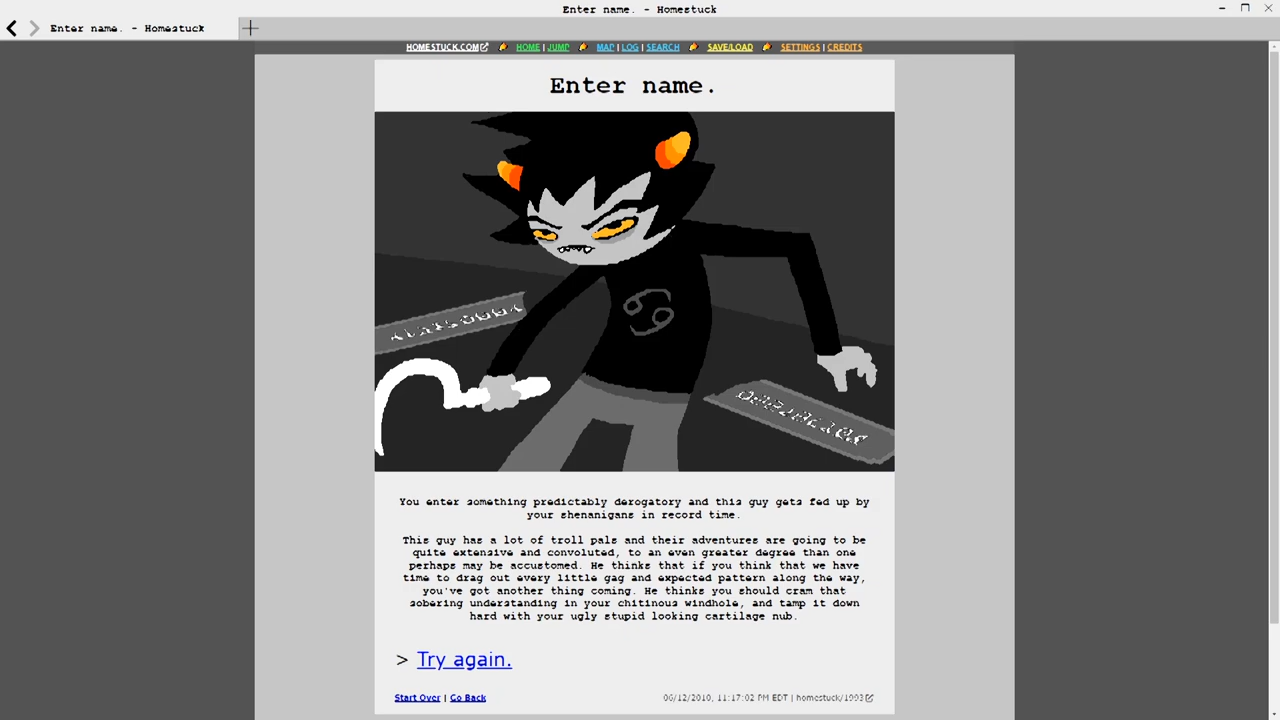 Enter name. - Homestuck
Enter name. - Homestuck
HOMESTUCK.COM HOME | JUMP MAP | LOG | SEARCH SAVE/LOAD SETTINGS | CREDITS
Enter name.
You enter something predictably derogatory and this guy gets fed up by
your shenanigans in record time.
This guy has a lot of troll pals and their adventures are going to be
quite extensive and convoluted, to an even greater degree than one
perhaps may be accustomed. He thinks that if you think that we have
time to drag out every little gag and expected pattern along the way,
you've got another thing coming. He thinks you should cram that
sobering understanding in your chitinous windhole, and tamp it down
hard with your ugly stupid looking cartilage nub.
> Try again.
Start Over | Go Back 06/12/2010, 11:17:02 PM EDT | homestuck/1993